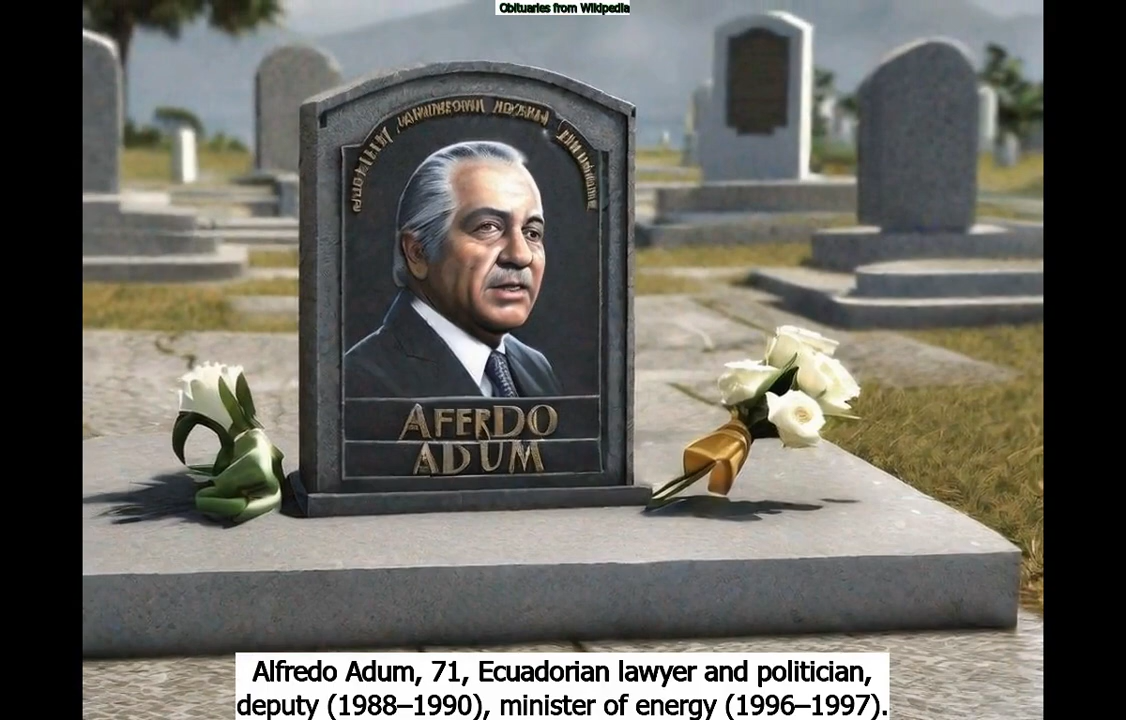 Obituaries from Wikipedia
AFERDO
ADUM
Alfredo Adum, 71, Ecuadorian lawyer and politician,
deputy (1988–1990), minister of energy (1996–1997).